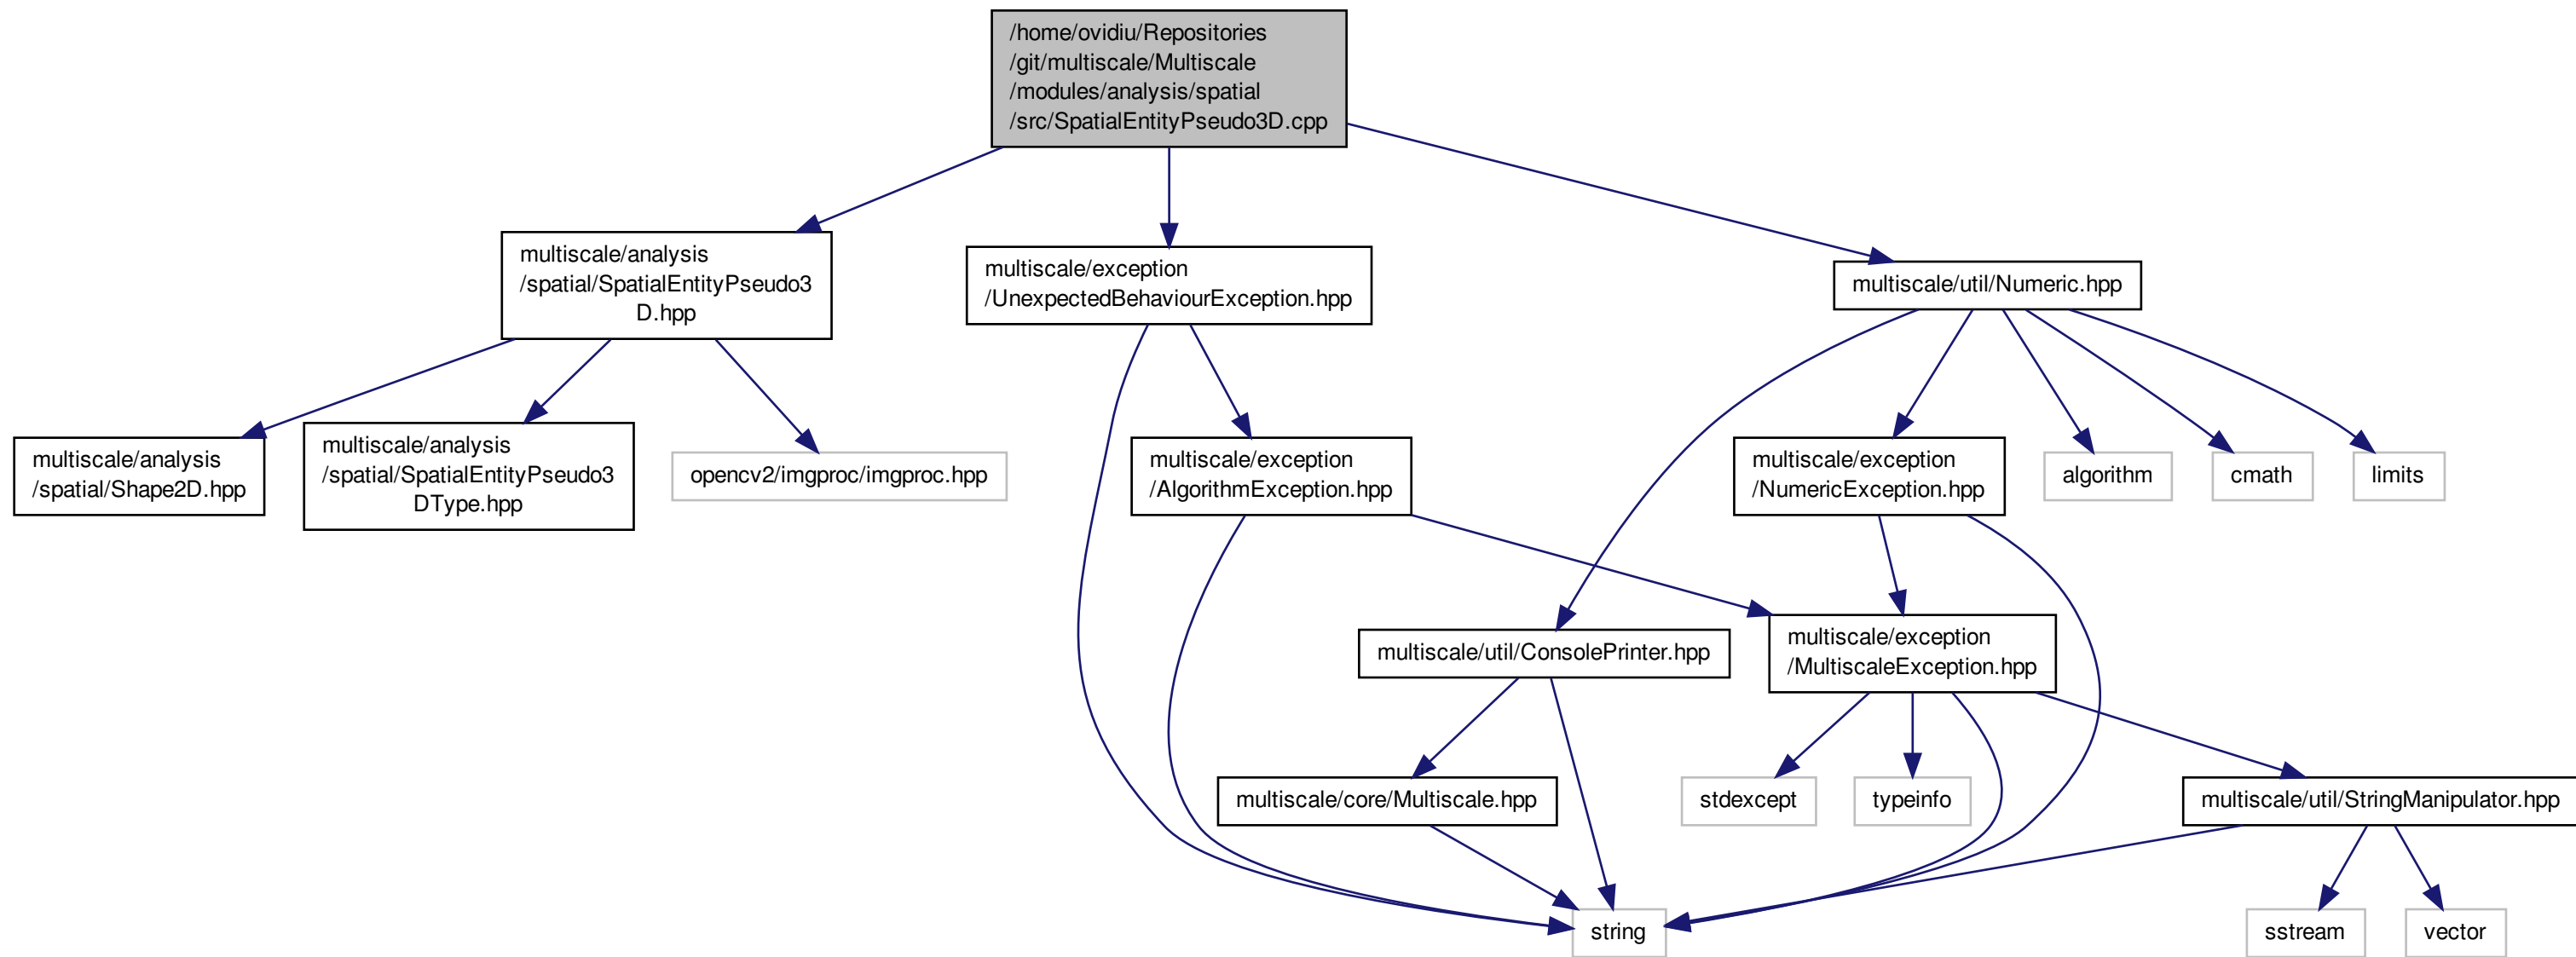 /home/ovidiu/Repositories
/git/multiscale/Multiscale
/modules/analysis/spatial
/src/SpatialEntityPseudo3D.cpp
multiscale/analysis
/spatial/SpatialEntityPseudo3
D.hpp
multiscale/exception
/UnexpectedBehaviourException.hpp
multiscale/util/Numeric.hpp
multiscale/analysis
/spatial/Shape2D.hpp
multiscale/analysis
/spatial/SpatialEntityPseudo3
DType.hpp
opencv2/imgproc/imgproc.hpp
multiscale/exception
/AlgorithmException.hpp
multiscale/exception
/NumericException.hpp
algorithm
cmath
limits
multiscale/util/ConsolePrinter.hpp
multiscale/exception
/MultiscaleException.hpp
multiscale/core/Multiscale.hpp
stdexcept
typeinfo
multiscale/util/StringManipulator.hpp
string
sstream
vector